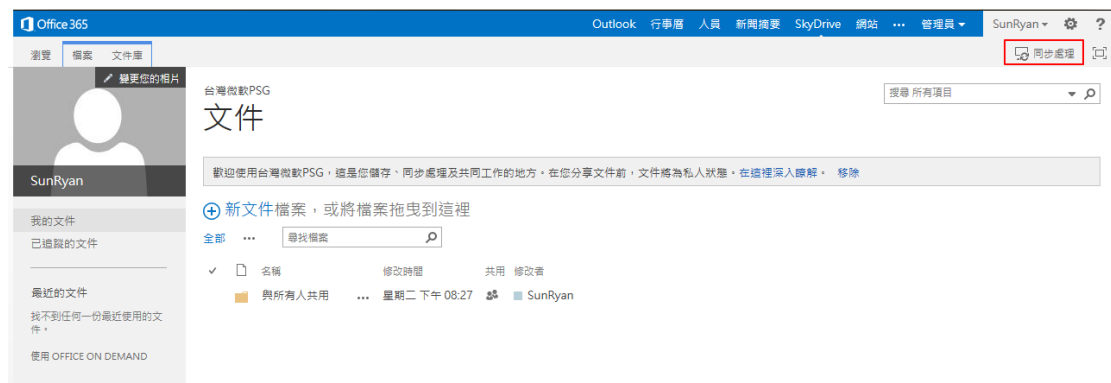 Office 365 Outlook 行事曆 人員 新聞摘要 SkyDrive 網站 ••• 管理員 SunRyan ?
瀏覽 檔案 文件庫 同步處理
變更您的相片
SunRyan
我的文件
已追蹤的文件
最近的文件
找不到任何一份最近使用的文
件。
使用 OFFICE ON DEMAND
台灣微軟PSG
文件
搜尋 所有項目
歡迎使用台灣微軟PSG，這是您儲存、同步處理及共同工作的地方。在您分享文件前，文件將為私人狀態。在這裡深入瞭解。 移除
新文件檔案，或將檔案拖曳到這裡
全部 ••• 尋找檔案
名稱 修改時間 共用 修改者
與所有人共用 ••• 星期二 下午 08:27 SunRyan